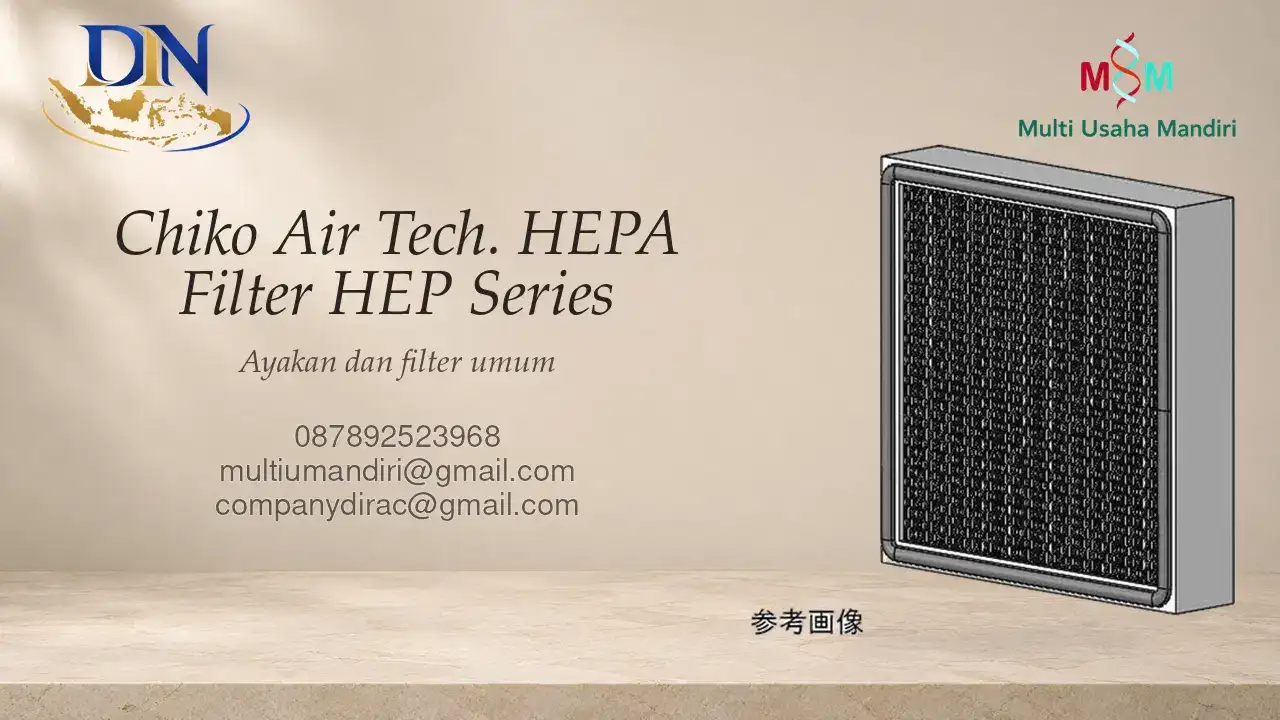 DIN
M M
Multi Usaha Mandiri
Chiko Air Tech. HEPA
Filter HEP Series
Ayakan dan filter umum
087892523968
multiumandiri@gmail.com
companydirac@gmail.com
参考画像